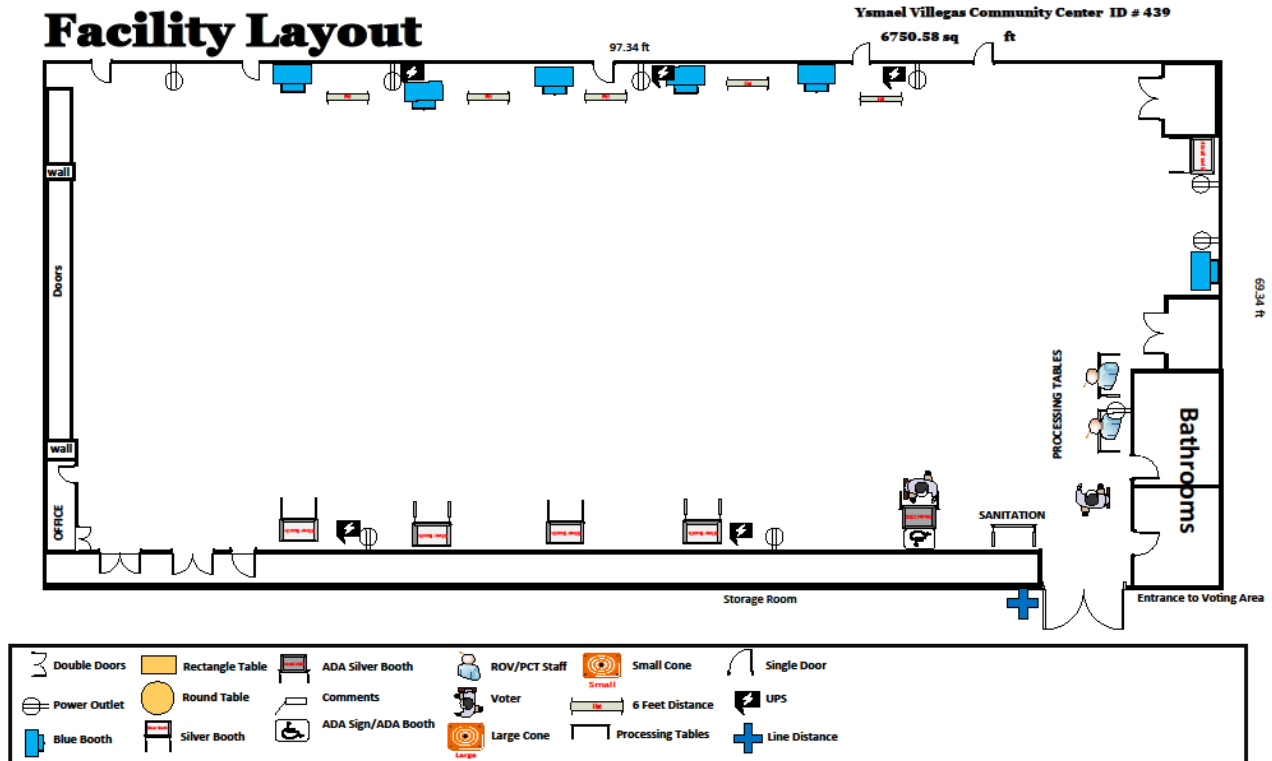 Facility Layout
Ysmael Villegas Community Center ID # 439
6750.58 sq ft
97.34 ft
wall
Doors
69.34 ft
wall
PROCESSING TABLES
Bathrooms
OFFICE
SANITATION
Storage Room
Entrance to Voting Area
Double Doors
Rectangle Table
ADA Silver Booth
ROV/PCT Staff
Small Cone
Small
Single Door
Power Outlet
Round Table
Comments
Voter
6 Feet Distance
UPS
Blue Booth
Silver Booth
ADA Sign/ADA Booth
Large Cone
Large
Processing Tables
Line Distance